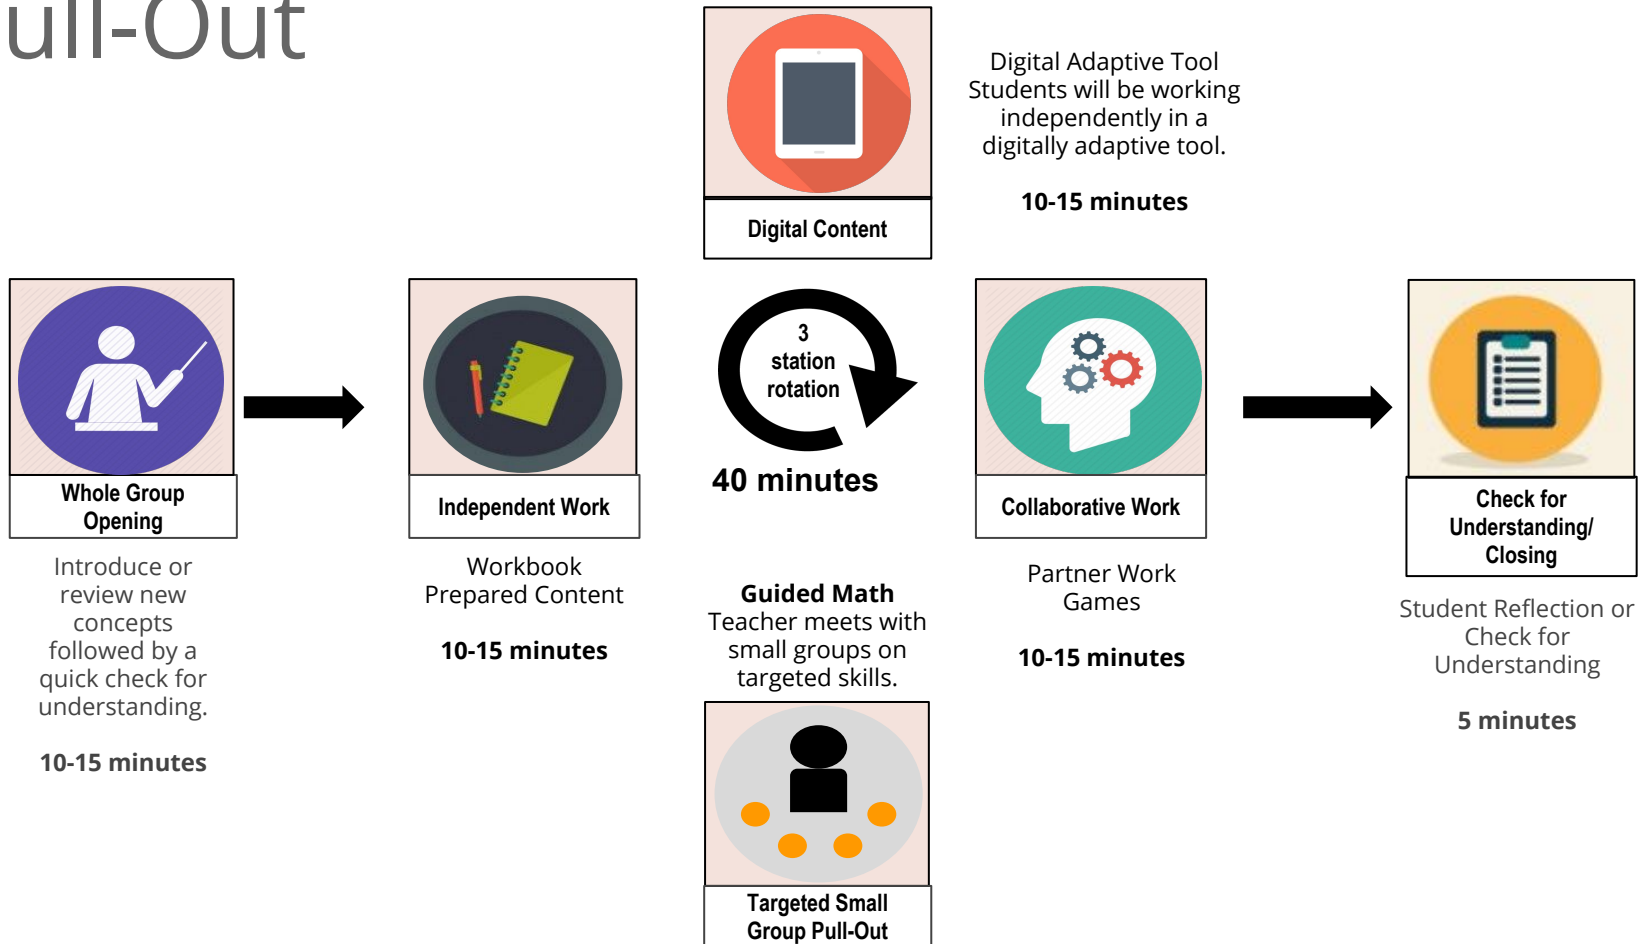 ull-Out
Digital Adaptive Tool
Students will be working
independently in a
digitally adaptive tool.
10-15 minutes
Digital Content
Whole Group
Opening
Introduce or
review new
concepts
followed by a
quick check for
understanding.
10-15 minutes
Independent Work
Workbook
Prepared Content
10-15 minutes
3
station
rotation
40 minutes
Guided Math
Teacher meets with
small groups on
targeted skills.
Targeted Small
Group Pull-Out
Collaborative Work
Partner Work
Games
10-15 minutes
Check for
Understanding/
Closing
Student Reflection or
Check for
Understanding
5 minutes